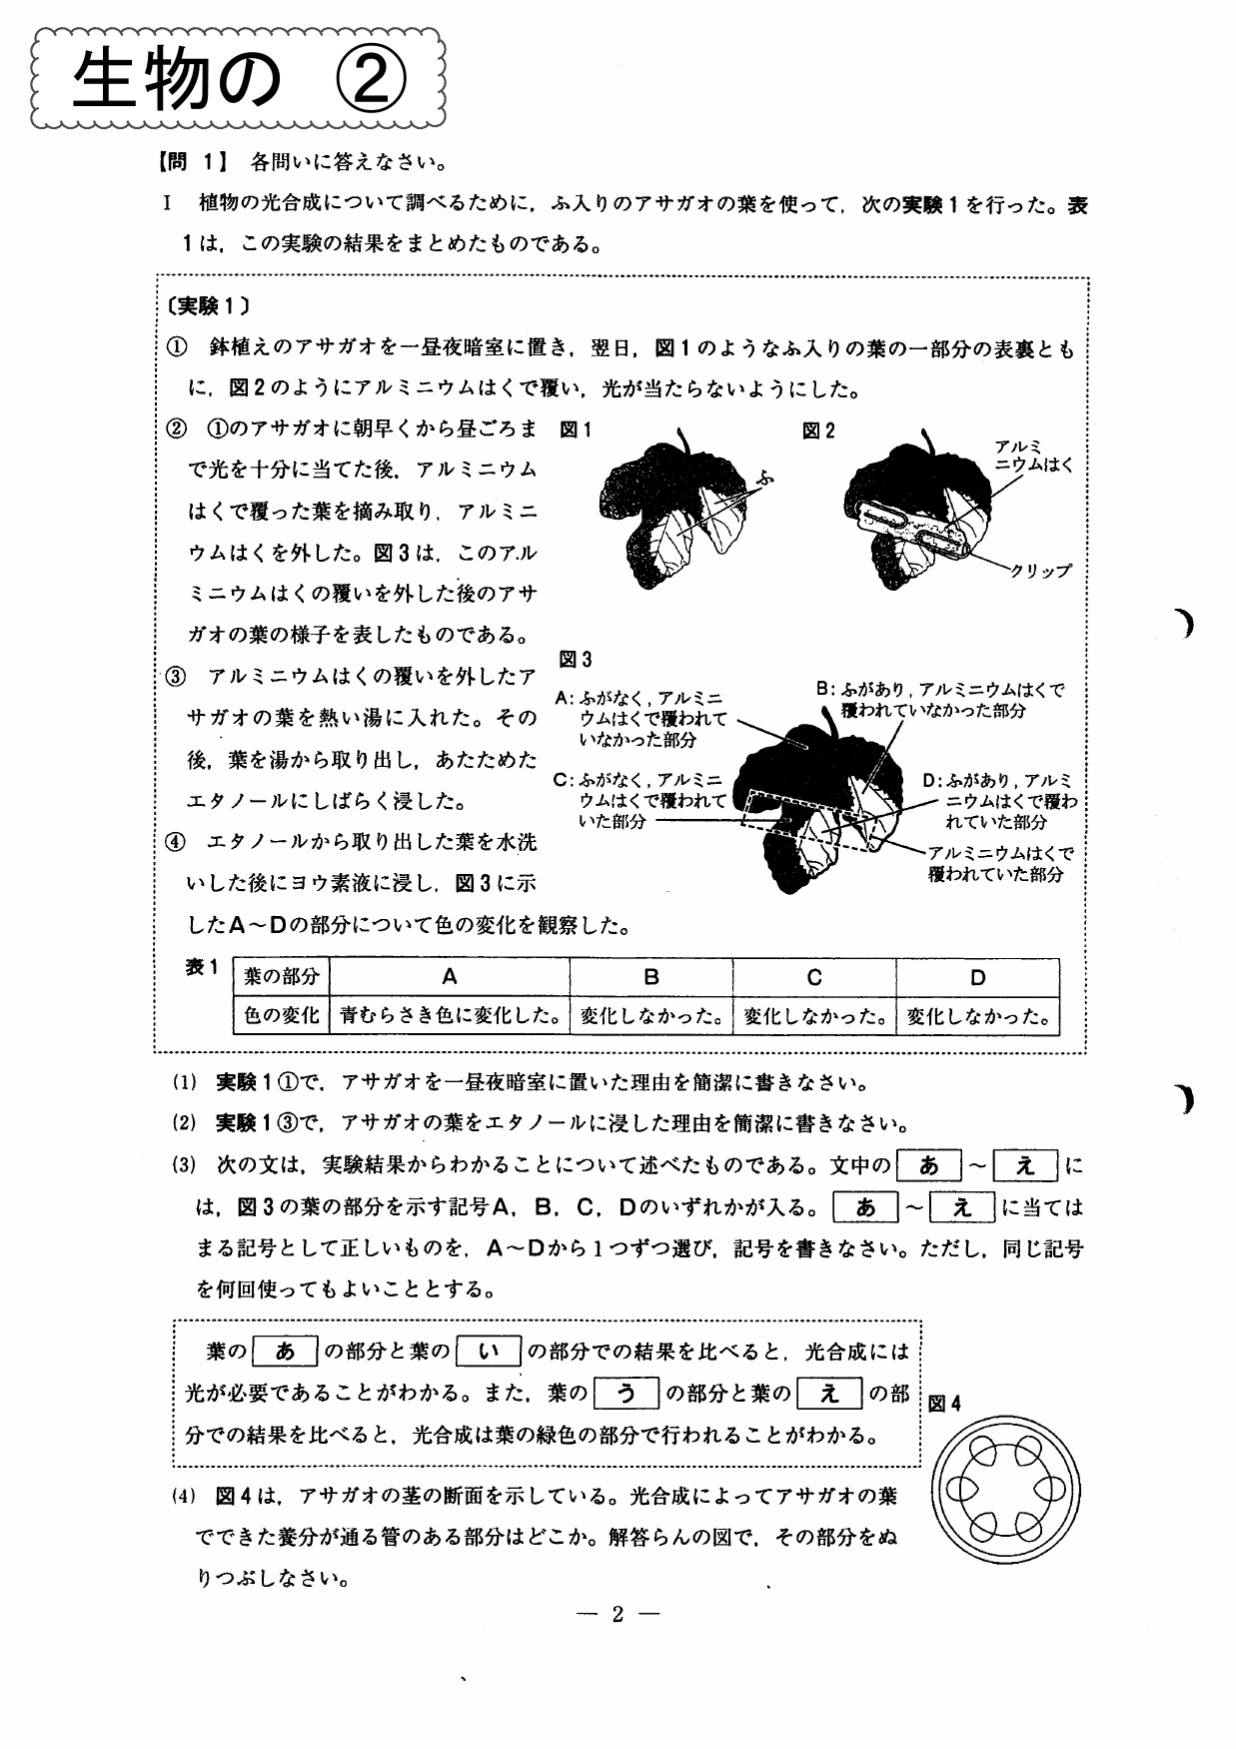 生物の ②
【問 1】 各問いに答えなさい。
Ⅰ 植物の光合成について調べるために，ふ入りのアサガオの葉を使って，次の実験1を行った。表
1は，この実験の結果をまとめたものである。
〔実験1〕
① 鉢植えのアサガオを一昼夜暗室に置き，翌日，図1のようなふ入りの葉の一部分の表裏とも
に，図2のようにアルミニウムはくで覆い，光が当たらないようにした。
② ①のアサガオに朝早くから昼ごろま
で光を十分に当てた後，アルミニウム
はくで覆った葉を摘み取り，アルミニ
ウムはくを外した。図3は，このアル
ミニウムはくの覆いを外した後のアサ
ガオの葉の様子を表したものである。
図1
ふ
図2
アルミ
ニウムはく
クリップ
③ アルミニウムはくの覆いを外したア
サガオの葉を熱い湯に入れた。その
後，葉を湯から取り出し，あたためた
エタノールにしばらく浸した。
④ エタノールから取り出した葉を水洗
いした後にヨウ素液に浸し，図3に示
したA～Dの部分について色の変化を観察した。
図3
A：ふがなく，アルミニ
ウムはくで覆われて
いなかった部分
B：ふがあり，アルミニウムはくで
覆われていなかった部分
C：ふがなく，アルミニ
ウムはくで覆われて
いた部分
D：ふがあり，アルミ
ニウムはくで覆わ
れていた部分
アルミニウムはくで
覆われていた部分
表1
葉の部分 A B C D
色の変化 青むらさき色に変化した。 変化しなかった。 変化しなかった。 変化しなかった。
(1) 実験1①で，アサガオを一昼夜暗室に置いた理由を簡潔に書きなさい。
(2) 実験1③で，アサガオの葉をエタノールに浸した理由を簡潔に書きなさい。
(3) 次の文は，実験結果からわかることについて述べたものである。文中の あ ～ え に
は，図3の葉の部分を示す記号A，B，C，Dのいずれかが入る。 あ ～ え に当ては
まる記号として正しいものを，A～Dから1つずつ選び，記号を書きなさい。ただし，同じ記号
を何回使ってもよいこととする。
葉の あ の部分と葉の い の部分での結果を比べると，光合成には
光が必要であることがわかる。また，葉の う の部分と葉の え の部
分での結果を比べると，光合成は葉の緑色の部分で行われることがわかる。
図4
(4) 図4は，アサガオの茎の断面を示している。光合成によってアサガオの葉
でできた養分が通る管のある部分はどこか。解答らんの図で，その部分をぬ
りつぶしなさい。
— 2 —